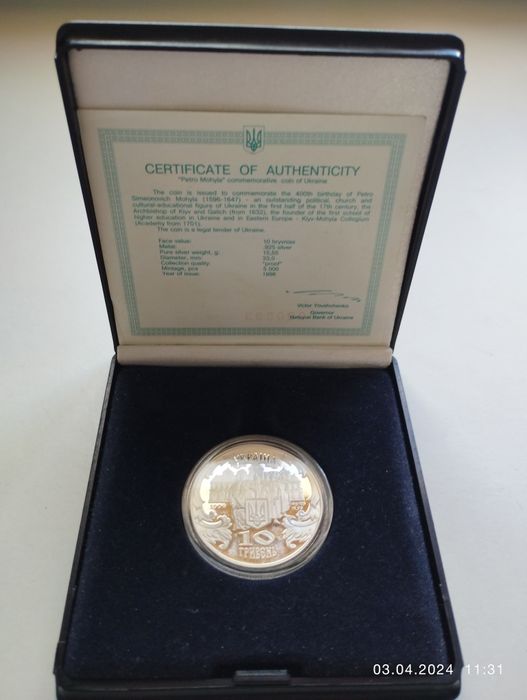 CERTIFICATE OF AUTHENTICITY
"Petro Mohyla" commemorative coin of Ukraine
The coin is issued to commemorate the 400th birthday of Petro
Simeonovich Mohyla (1596-1647) - an outstanding political, church and
cultural-educational figure of Ukraine in the first half of the 17th century, the
Archbishop of Kyiv and Galich (from 1632), the founder of the first school of
higher education in Ukraine and in Eastern Europe - Kyiv-Mohyla Collegium
(Academy from 1701).
The coin is a legal tender of Ukraine.
Face value: 10 hryvnias
Metal: .925 silver
Pure silver weight, g: 15,55
Diameter, mm: 33,0
Collection quality: "proof"
Mintage, pcs 5 000
Year of issue: 1996
Victor Youshchenko
Governor
National Bank of Ukraine
УКРАЇНА
10
ГРИВЕНЬ
03.04.2024 11:31